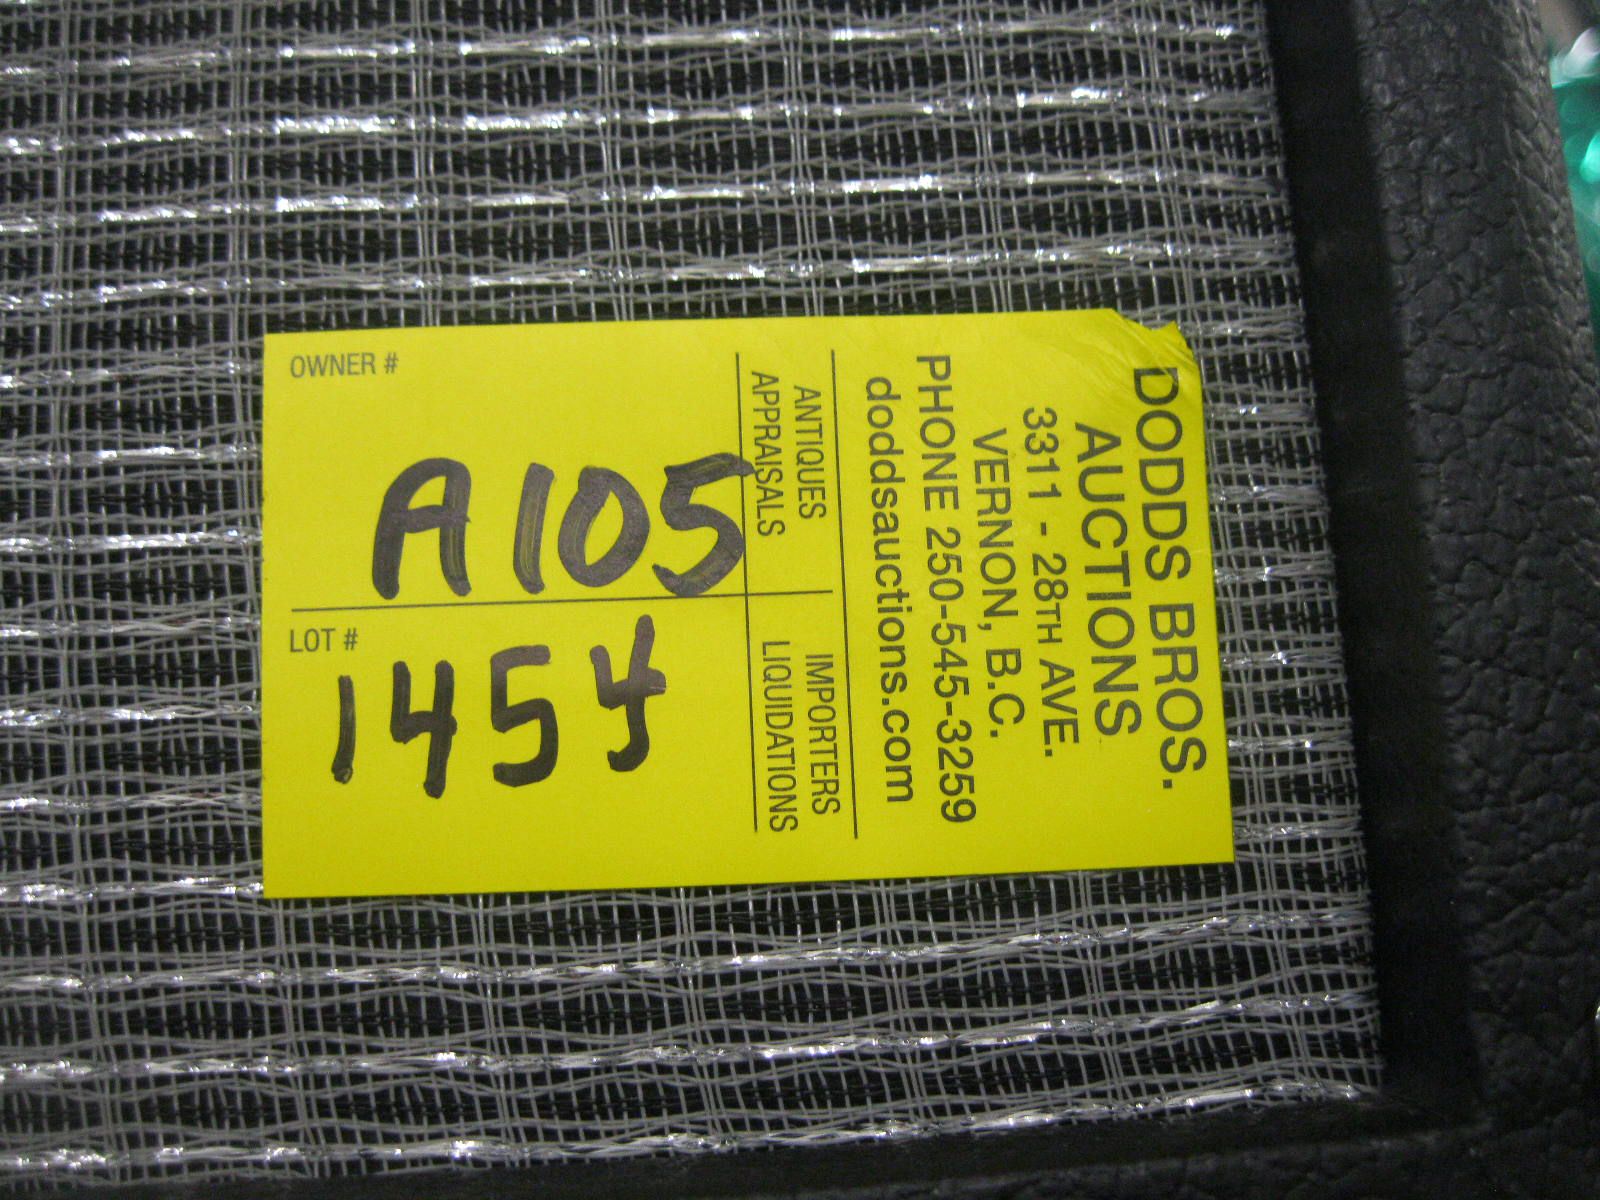 DODDS BROS.
AUCTIONS
3311 - 28TH AVE.
VERNON, B.C.
PHONE 250-545-3259
doddsauctions.com
ANTIQUES
APPRAISALS
IMPORTERS
LIQUIDATIONS
OWNER #
A105
LOT #
1454